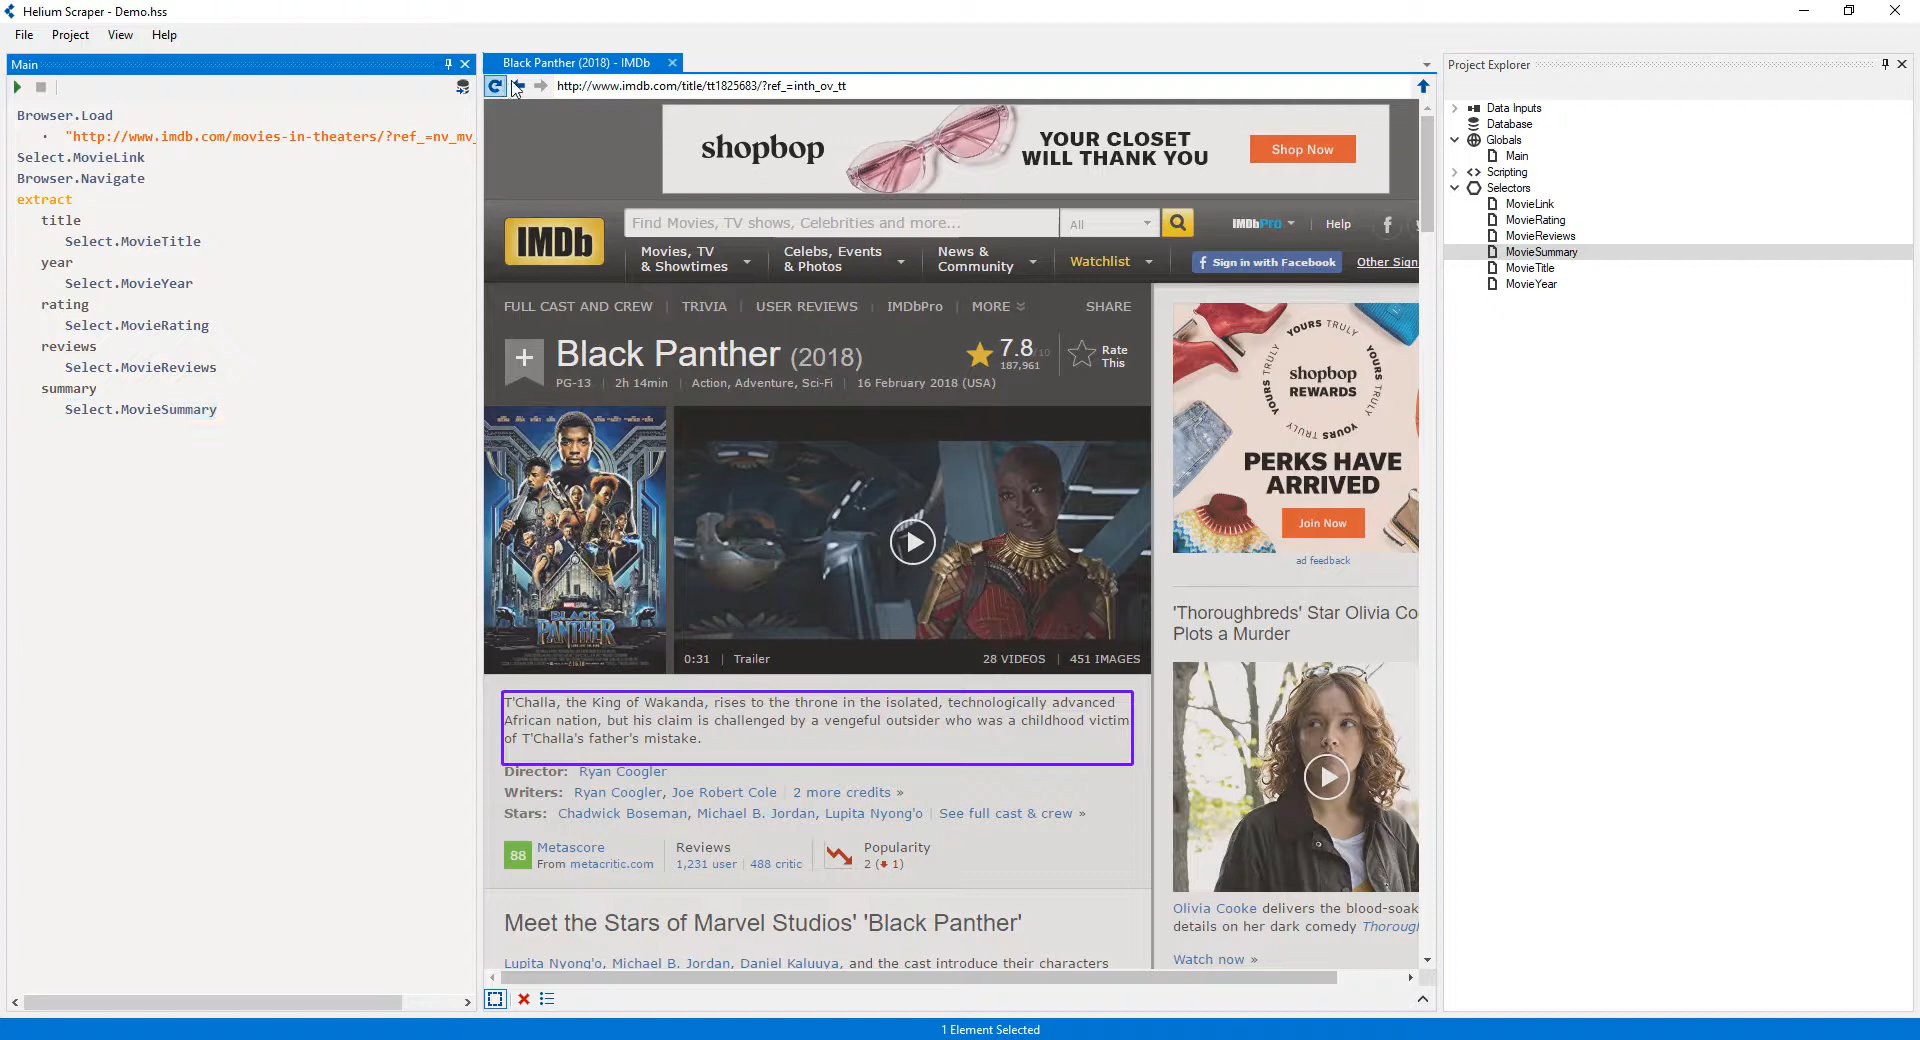 Helium Scraper - Demo.hss
File Project View Help
Main
Browser.Load
"http://www.imdb.com/movies-in-theaters/?ref_=nv_mv_
Select.MovieLink
Browser.Navigate
extract
title
Select.MovieTitle
year
Select.MovieYear
rating
Select.MovieRating
reviews
Select.MovieReviews
summary
Select.MovieSummary
Black Panther (2018) - IMDb
http://www.imdb.com/title/tt1825683/?ref_=inth_ov_tt
shopbop
YOUR CLOSET
WILL THANK YOU
Shop Now
IMDb
Find Movies, TV shows, Celebrities and more...
All
IMDbPro
Help
Movies, TV
& Showtimes
Celebs, Events
& Photos
News &
Community
Watchlist
Sign in with Facebook
Other Sign
FULL CAST AND CREW | TRIVIA | USER REVIEWS | IMDbPro | MORE SHARE
Black Panther (2018)
7.8/10
187,961
Rate
This
PG-13 | 2h 14min | Action, Adventure, Sci-Fi | 16 February 2018 (USA)
BLACK
PANTHER
0:31 | Trailer
28 VIDEOS | 451 IMAGES
T'Challa, the King of Wakanda, rises to the throne in the isolated, technologically advanced
African nation, but his claim is challenged by a vengeful outsider who was a childhood victim
of T'Challa's father's mistake.
Director: Ryan Coogler
Writers: Ryan Coogler, Joe Robert Cole | 2 more credits »
Stars: Chadwick Boseman, Michael B. Jordan, Lupita Nyong'o | See full cast & crew »
88
Metascore
From metacritic.com
Reviews
1,231 user | 488 critic
Popularity
2 (1)
Meet the Stars of Marvel Studios' 'Black Panther'
Lupita Nyong'o, Michael B. Jordan, Daniel Kaluuya, and the cast introduce their characters
YOURS TRULY
shopbop
REWARDS
YOURS TRULY
YOURS TRULY
PERKS HAVE
ARRIVED
Join Now
ad feedback
'Thoroughbreds' Star Olivia Co
Plots a Murder
Olivia Cooke delivers the blood-soak
details on her dark comedy Thoroug
Watch now »
Project Explorer
Data Inputs
Database
Globals
Main
Scripting
Selectors
MovieLink
MovieRating
MovieReviews
MovieSummary
MovieTitle
MovieYear
1 Element Selected